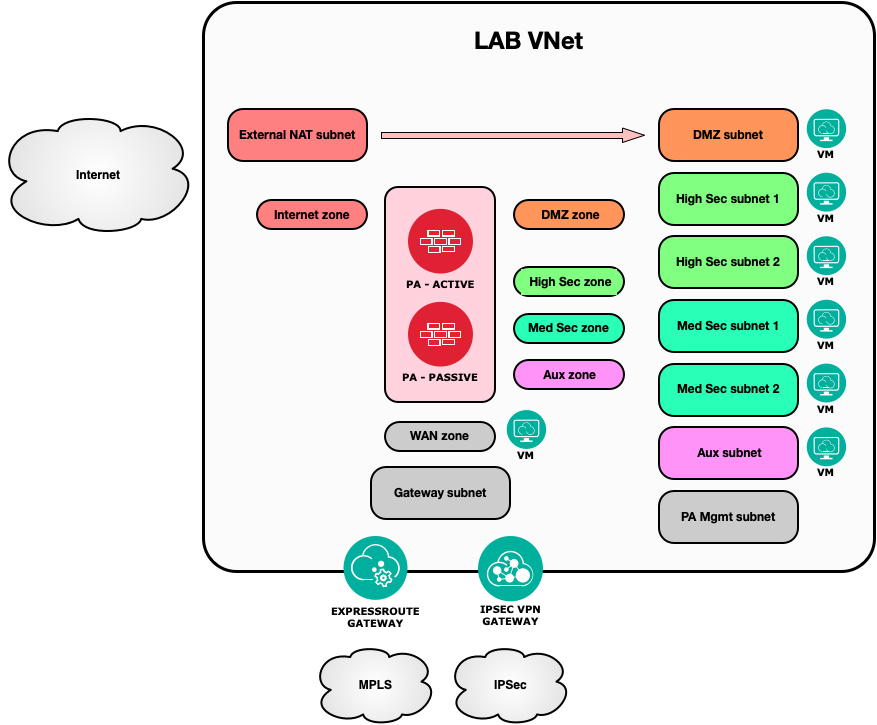 LAB VNet
Internet
External NAT subnet
DMZ subnet
VM
Internet zone
DMZ zone
High Sec subnet 1
VM
PA - ACTIVE
High Sec zone
High Sec subnet 2
VM
Med Sec zone
Med Sec subnet 1
VM
PA - PASSIVE
Aux zone
Med Sec subnet 2
VM
WAN zone
VM
Aux subnet
VM
Gateway subnet
PA Mgmt subnet
EXPRESSROUTE
GATEWAY
IPSEC VPN
GATEWAY
MPLS
IPSec